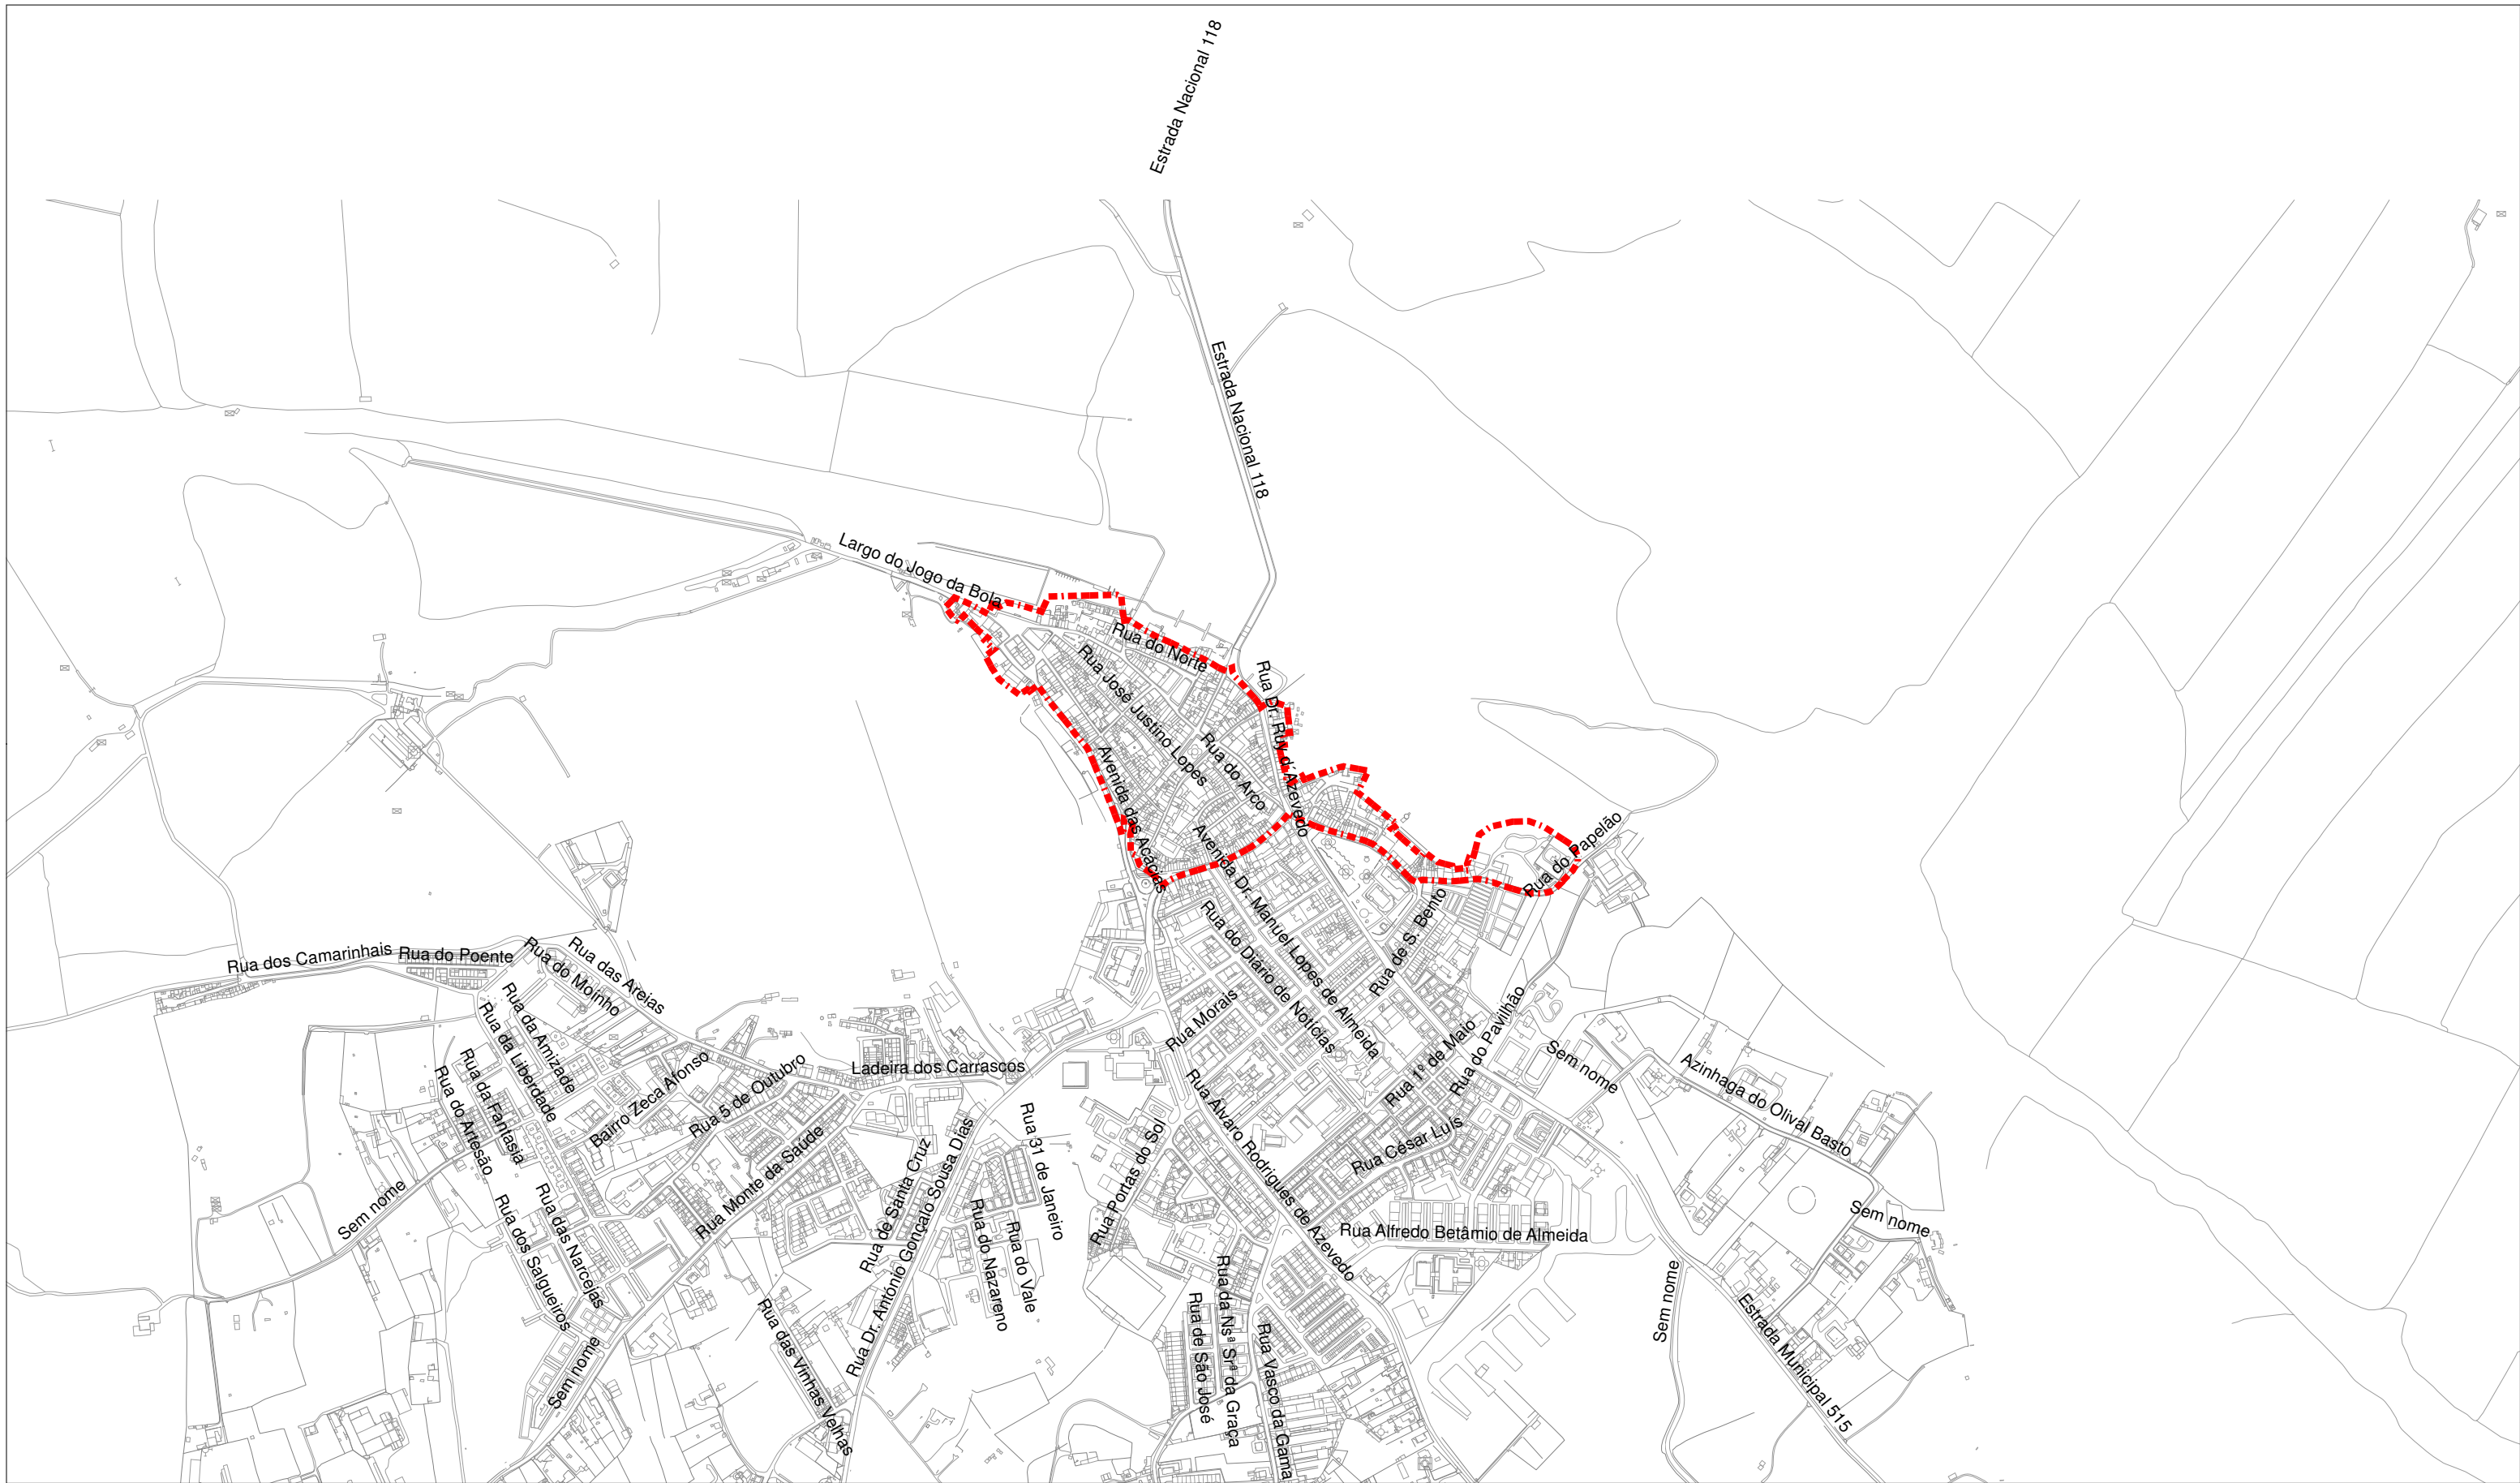 Estrada Nacional 118
Estrada Nacional 118
Largo do Jogo da Bola
Rua do Norte
Rua José Justino Lopes
Rua Dr. Ruy d´Azevedo
Rua do Arco
Avenida das Acácias
Avenida Dr. Manuel Lopes de Almeida
Rua do Papelão
Rua de S. Bento
Rua do Diário de Notícias
Rua dos Camarinhais
Rua do Poente
Rua do Moinho
Rua das Areias
Rua da Amizade
Rua da Liberdade
Rua da Fantasia
Rua do Artesão
Bairro Zeca Afonso
Rua 5 de Outubro
Ladeira dos Carrascos
Rua Morais
Rua do Pavilhão
Rua 1º de Maio
Sem nome
Azinhaga do Olival Basto
Rua Monte da Saúde
Rua de Santa Cruz
Rua Dr. António Gonçalo Sousa Dias
Rua 31 de Janeiro
Rua Portas do Sol
Rua Álvaro Rodrigues de Azevedo
Rua César Luís
Sem nome
Rua dos Salgueiros
Rua das Narcejas
Rua do Nazareno
Rua do Vale
Rua Alfredo Betâmio de Almeida
Sem nome
Sem nome
Rua das Vinhas Velhas
Rua de São José
Rua da Nsª Srª da Graça
Rua Vasco da Gama
Sem nome
Estrada Municipal 515